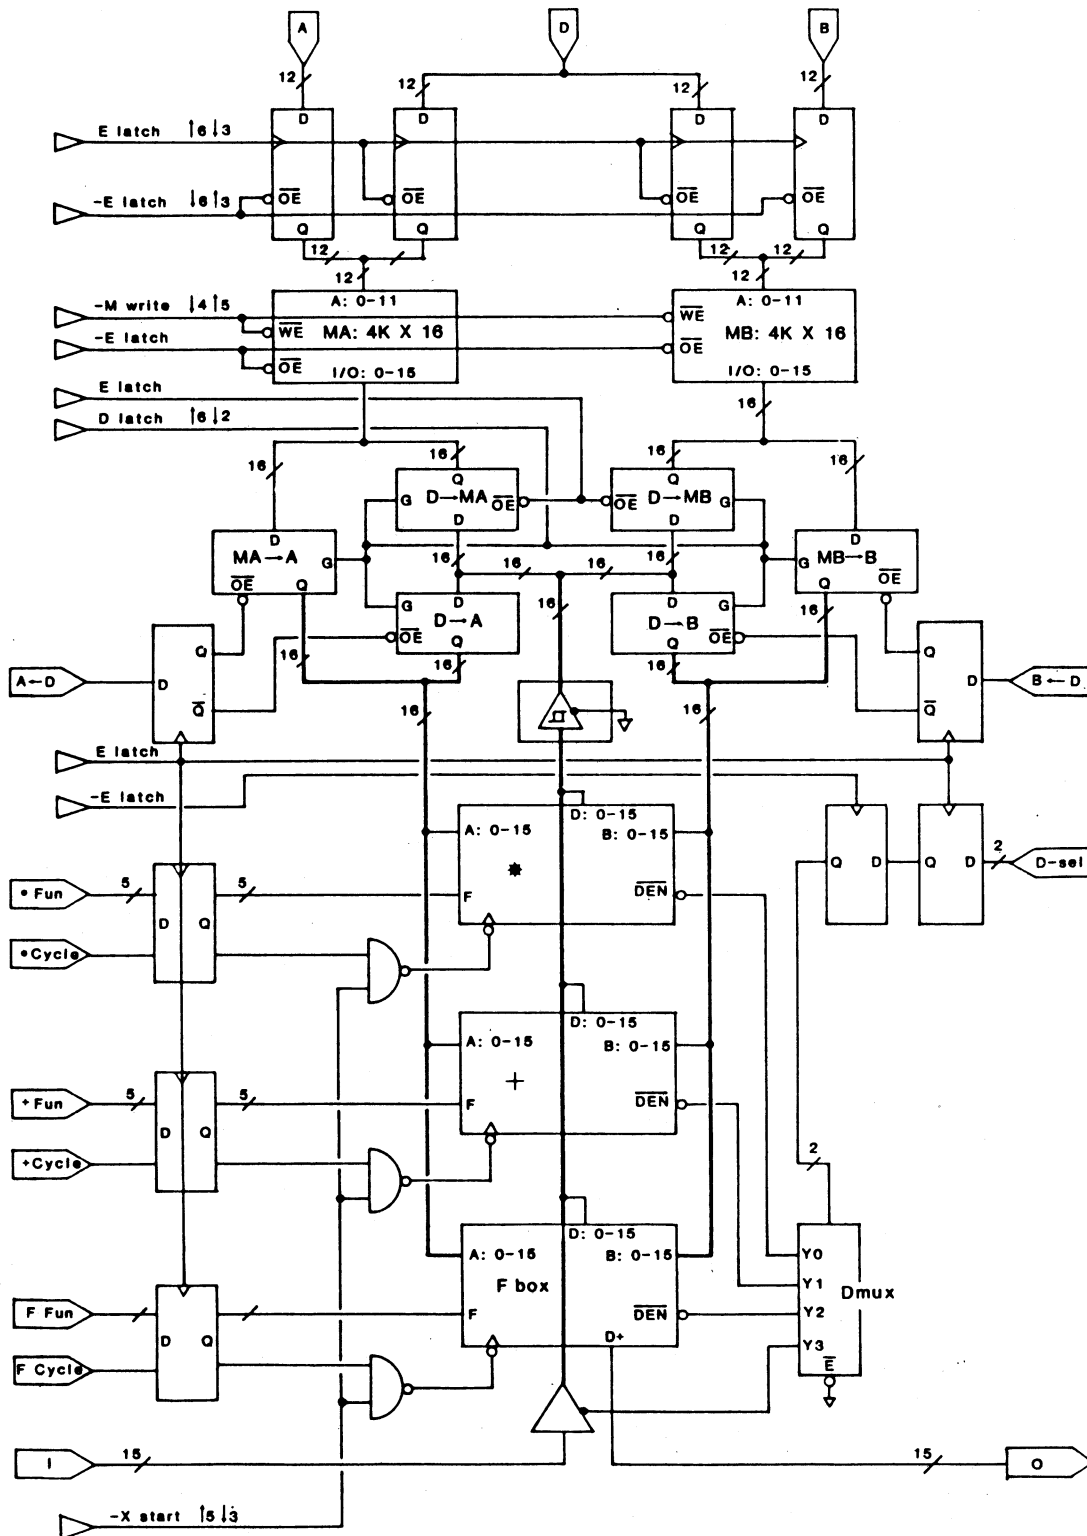 A D B
12 12 12 12
D D D D
E latch ↑6↓3
-E latch ↓6↑3
OE OE OE OE
Q Q Q Q
12 12 12
12 12
-M write ↓4↑5
A: 0-11 A: 0-11
WE MA: 4K X 16 WE MB: 4K X 16
-E latch
OE OE
I/O: 0-15 I/O: 0-15
E latch
16
D latch ↑6↓2
16 16 16 16
Q Q
D→MA OE OE D→MB
G D D G
D D
MA→A G G MB→B
OE Q Q OE
16 16 16 16
16 16
D D
G D→A D→B G
OE Q Q OE
16 16 16 16
A←D D Q Q D B←D
Q Q
16 16
E latch
-E latch
D: 0-15
A: 0-15 B: 0-15
*
Q D Q D 2 D-sel
• Fun 5 5 F DEN
D Q
•Cycle
D: 0-15
A: 0-15 B: 0-15
+
+ Fun 5 5 F DEN
D Q
+Cycle
2
D: 0-15
A: 0-15 B: 0-15 Y0
F box Y1 Dmux
F Fun F DEN Y2
D Q D+ Y3
F Cycle E
I 15 15 O
-X start ↑5↓3